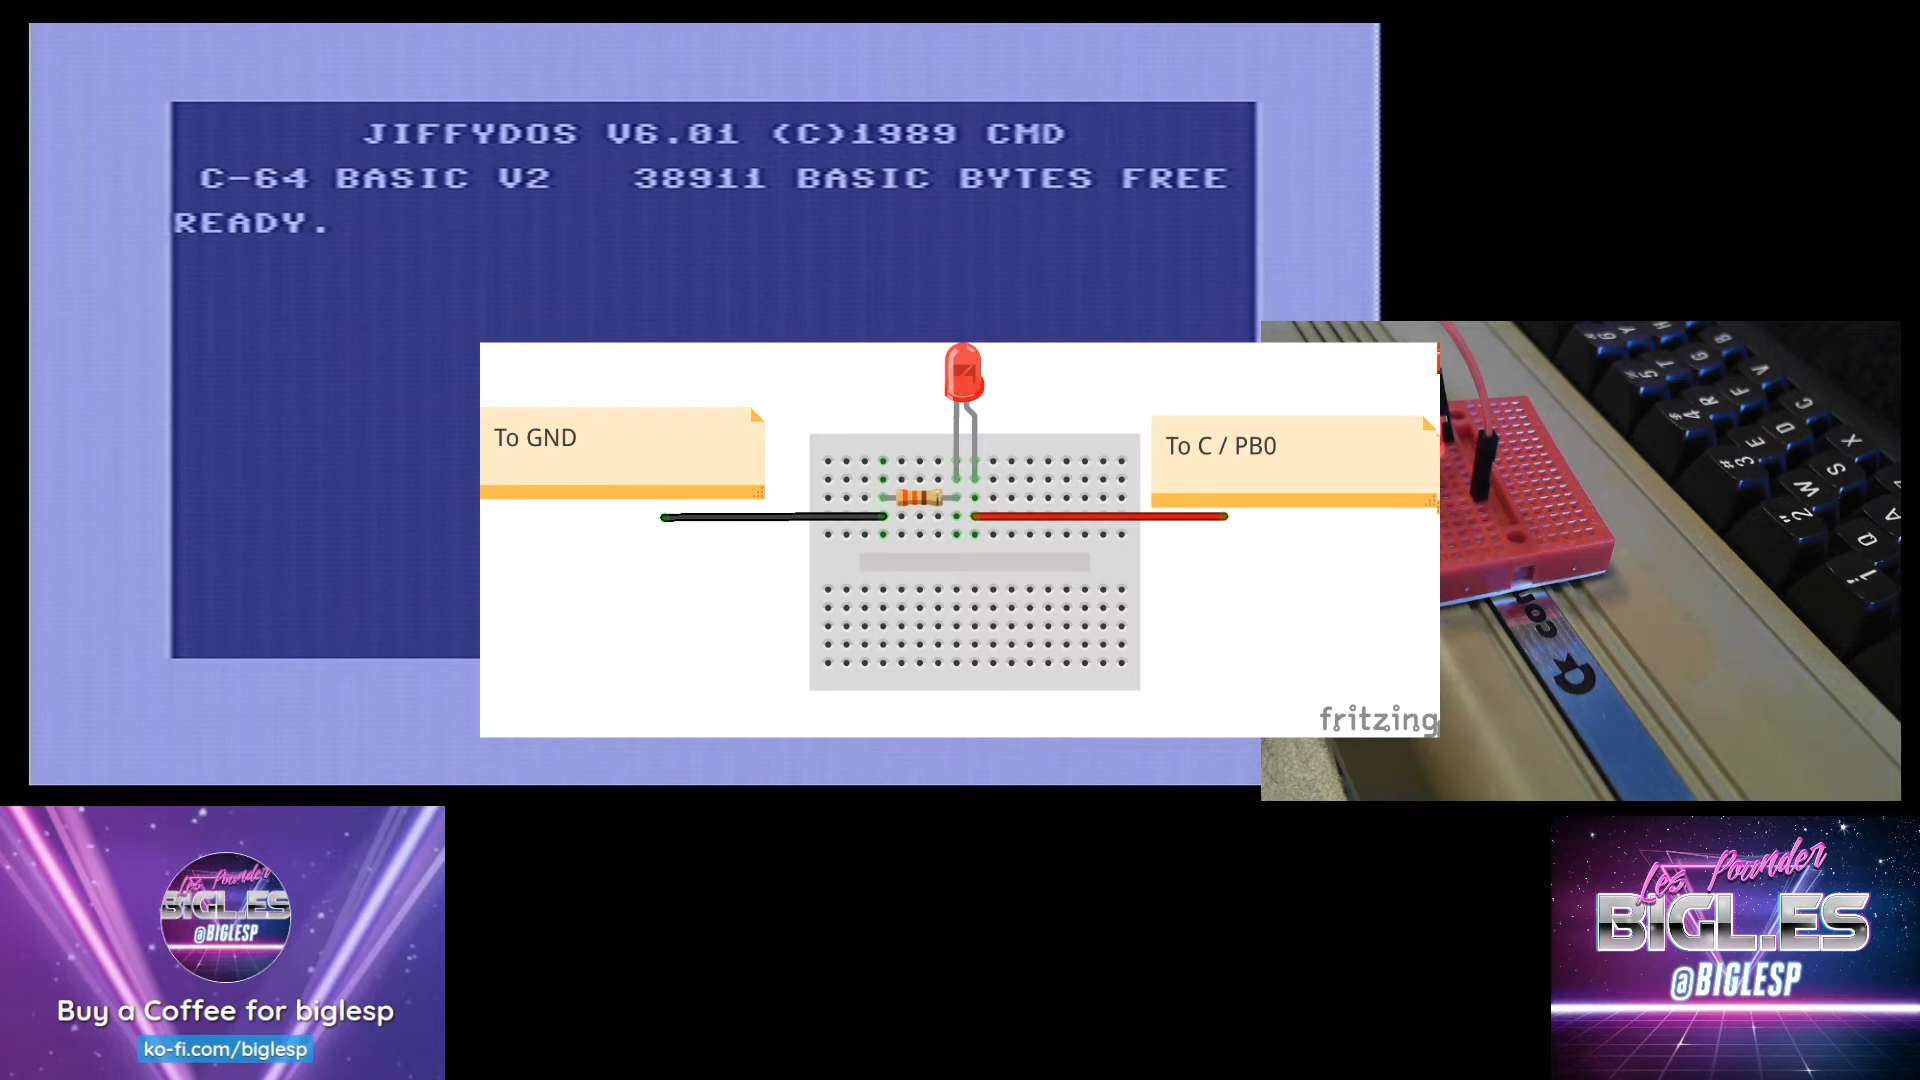 JIFFYDOS V6.01 (C)1989 CMD
C-64 BASIC V2   38911 BASIC BYTES FREE
READY.
To GND
To C / PB0
fritzing
Les Pounder
BIGL.ES
@BIGLESP
Buy a Coffee for biglesp
ko-fi.com/biglesp
Les Pounder
BIGL.ES
@BIGLESP